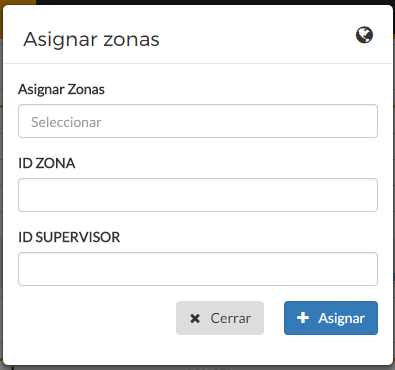 Asignar zonas
Asignar Zonas
Seleccionar
ID ZONA
ID SUPERVISOR
Cerrar
Asignar